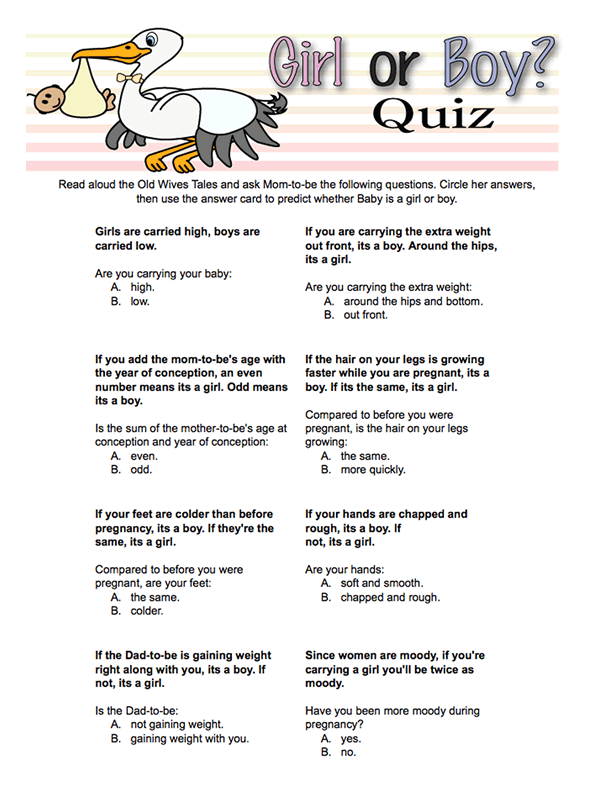 Girl or Boy?
Quiz
Read aloud the Old Wives Tales and ask Mom-to-be the following questions. Circle her answers,
then use the answer card to predict whether Baby is a girl or boy.
Girls are carried high, boys are
carried low.
Are you carrying your baby:
A. high.
B. low.
If you are carrying the extra weight
out front, its a boy. Around the hips,
its a girl.
Are you carrying the extra weight:
A. around the hips and bottom.
B. out front.
If you add the mom-to-be's age with
the year of conception, an even
number means its a girl. Odd means
its a boy.
Is the sum of the mother-to-be's age at
conception and year of conception:
A. even.
B. odd.
If the hair on your legs is growing
faster while you are pregnant, its a
boy. If its the same, its a girl.
Compared to before you were
pregnant, is the hair on your legs
growing:
A. the same.
B. more quickly.
If your feet are colder than before
pregnancy, its a boy. If they're the
same, its a girl.
Compared to before you were
pregnant, are your feet:
A. the same.
B. colder.
If your hands are chapped and
rough, its a boy. If
not, its a girl.
Are your hands:
A. soft and smooth.
B. chapped and rough.
If the Dad-to-be is gaining weight
right along with you, its a boy. If
not, its a girl.
Is the Dad-to-be:
A. not gaining weight.
B. gaining weight with you.
Since women are moody, if you're
carrying a girl you'll be twice as
moody.
Have you been more moody during
pregnancy?
A. yes.
B. no.